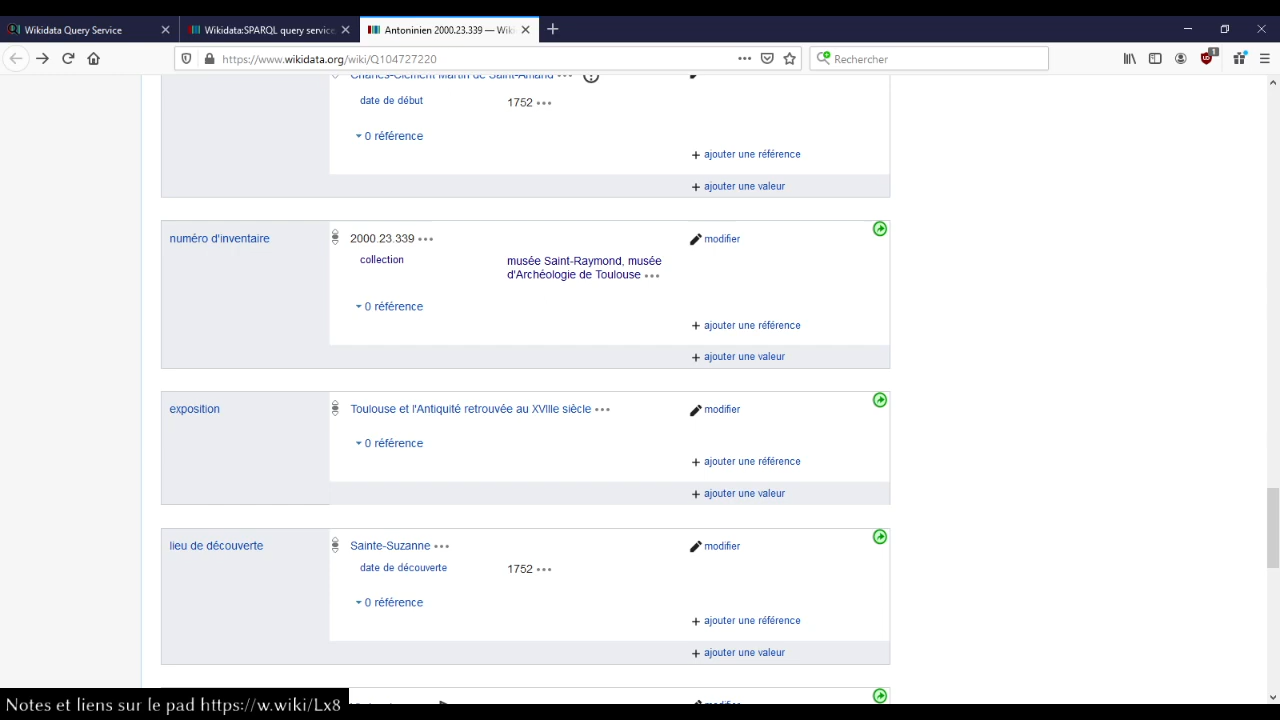 Wikidata Query Service
Wikidata:SPARQL query service
Antoninien 2000.23.339 — Wiki
https://www.wikidata.org/wiki/Q104727220
Rechercher
1
Charles-Clément Martin de Saint-Amand
date de début
1752
0 référence
+ ajouter une référence
+ ajouter une valeur
numéro d'inventaire
2000.23.339
modifier
collection
musée Saint-Raymond, musée
d'Archéologie de Toulouse
0 référence
+ ajouter une référence
+ ajouter une valeur
exposition
Toulouse et l'Antiquité retrouvée au XVIIIe siècle
modifier
0 référence
+ ajouter une référence
+ ajouter une valeur
lieu de découverte
Sainte-Suzanne
modifier
date de découverte
1752
0 référence
+ ajouter une référence
+ ajouter une valeur
Notes et liens sur le pad https://w.wiki/Lx8